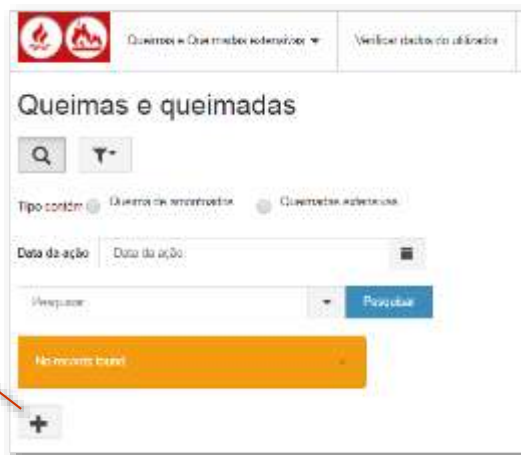 Queimas e Queimadas extensivas Verificar dados do utilizador
Queimas e queimadas
Tipo contém Queima de amontoados Queimadas extensivas
Data da ação Data da ação
Pesquisar Pesquisar
No records found